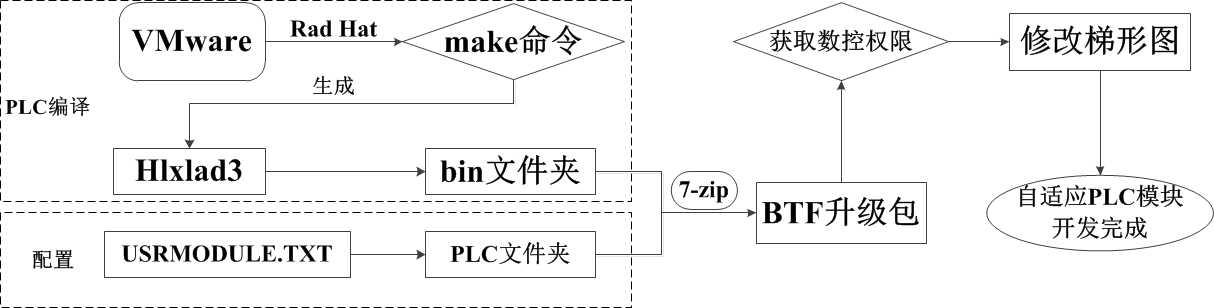 VMware
Rad Hat
make命令
生成
PLC编译
Hlxlad3
bin文件夹
配置
USRMODULE.TXT
PLC文件夹
7-zip
BTF升级包
获取数控权限
修改梯形图
自适应PLC模块
开发完成